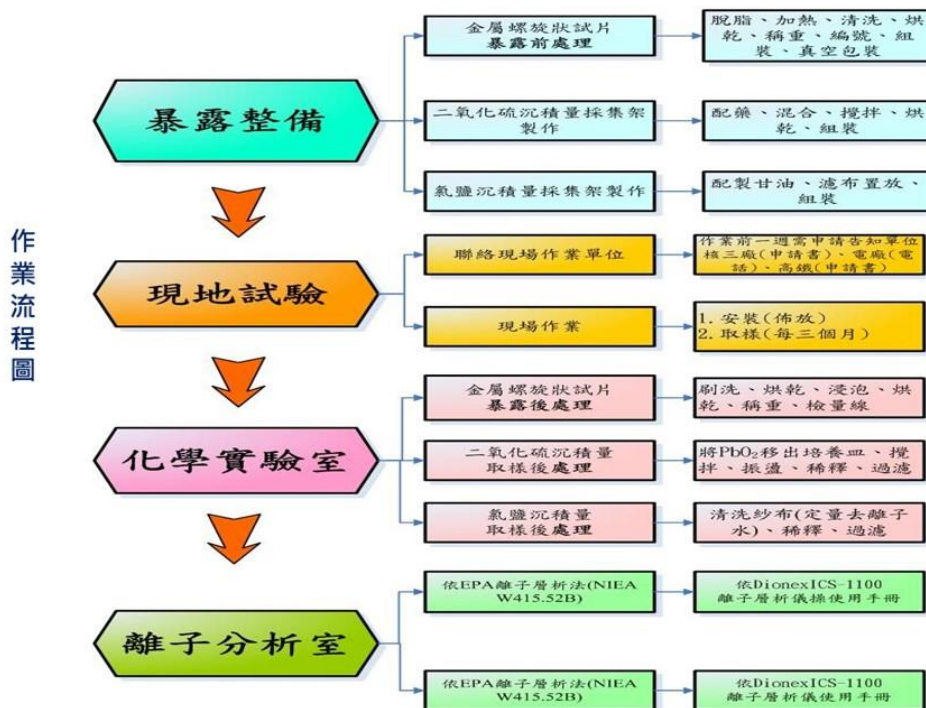 作業流程圖
暴露整備
金屬螺旋狀試片
暴露前處理
脫脂、加熱、清洗、烘
乾、稱重、編號、組
裝、真空包裝
二氧化硫沉積量採集架
製作
配藥、混合、攪拌、烘
乾、組裝
氯鹽沉積量採集架製作
配製甘油、濾布置放、
組裝
現地試驗
聯絡現場作業單位
作業前一週需申請告知單位
核三廠(申請書)、電廠(電
話)、高鐵(申請書)
現場作業
1. 安裝(佈放)
2. 取樣(每三個月)
化學實驗室
金屬螺旋狀試片
暴露後處理
刷洗、烘乾、浸泡、烘
乾、稱重、檢量線
二氧化硫沉積量
取樣後處理
將PbO₂移出培養皿、攪
拌、振盪、稀釋、過濾
氯鹽沉積量
取樣後處理
清洗紗布(定量去離子
水)、稀釋、過濾
離子分析室
依EPA離子層析法(NIEA
W415.52B)
依DionexICS-1100
離子層析儀操使用手冊
依EPA離子層析法(NIEA
W415.52B)
依DionexICS-1100
離子層析儀使用手冊